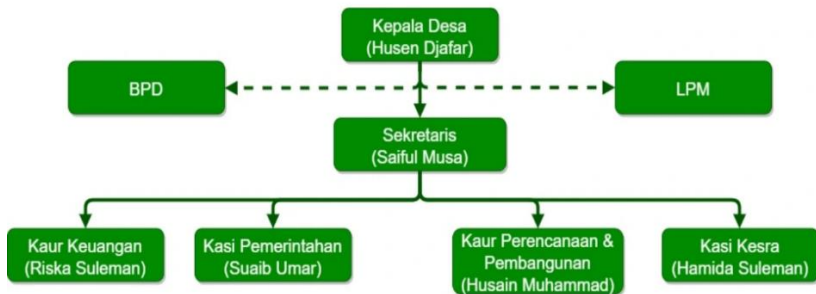 Kepala Desa
(Husen Djafar)
BPD
LPM
Sekretaris
(Saiful Musa)
Kaur Keuangan
(Riska Suleman)
Kasi Pemerintahan
(Suaib Umar)
Kaur Perencanaan &
Pembangunan
(Husain Muhammad)
Kasi Kesra
(Hamida Suleman)